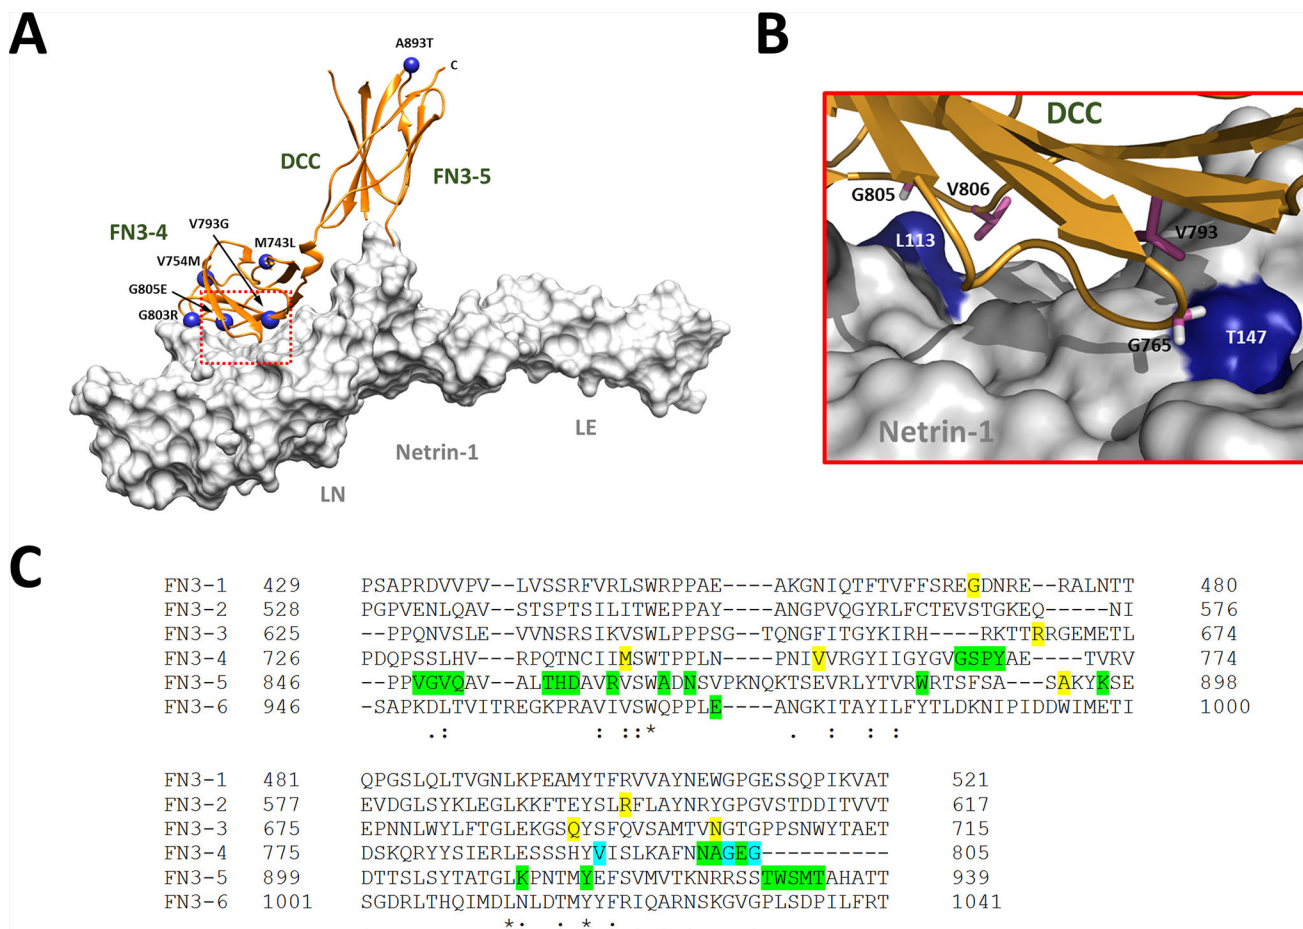 A
B
A893T
C
DCC
FN3-5
FN3-4
V793G
M743L
V754M
G805E
G803R
Netrin-1
LE
LN
DCC
G805
V806
V793
L113
G765
T147
Netrin-1
C
FN3-1 429 PSAPRDVVPV--LVSSRFVRLSWRPPAE----AKGNIQTFTVFFSREGDNRE--RALNTT 480
FN3-2 528 PGPVENLQAV--STSPTSILITWEPPAY----ANGPVQGYRLFCTEVSTGKEQ-----NI 576
FN3-3 625 --PPQNVSLE--VVNSRSIKVSWLPPPSG--TQNGFITGYKIRH----RKTTRRGEMETL 674
FN3-4 726 PDQPSSLHV---RPQTNCIIMSWTPPLN----PNIVVRGYIIGYGVGSPYAE----TVRV 774
FN3-5 846 --PPVGVQAV--ALTHDAVRVSWADNSVPKNQKTSEVRLYTVRWRTSFSA---SAKYKSE 898
FN3-6 946 -SAPKDLTVITREGKPRAVIVSWQPPLE----ANGKITAYILFYTLDKNIPIDDWIMETI 1000
.: : ::* . : : :
FN3-1 481 QPGSLQLTVGNLKPEAMYTFRVVAYNEWGPGESSQPIKVAT 521
FN3-2 577 EVDGLSYKLEGLKKFTEYSLRFLAYNRYGPGVSTDDITVVT 617
FN3-3 675 EPNNLWYLFTGLEKGSQYSFQVSAMTVNGTGPPSNWYTAET 715
FN3-4 775 DSKQRYYSIERLESSSHYVISLKAFNNAGEG---------- 805
FN3-5 899 DTTSLSYTATGLKPNTMYEFSVMVTKNRRSSTWSMTAHATT 939
FN3-6 1001 SGDRLTHQIMDLNLDTMYYFRIQARNSKGVGPLSDPILFRT 1041
*: : * :